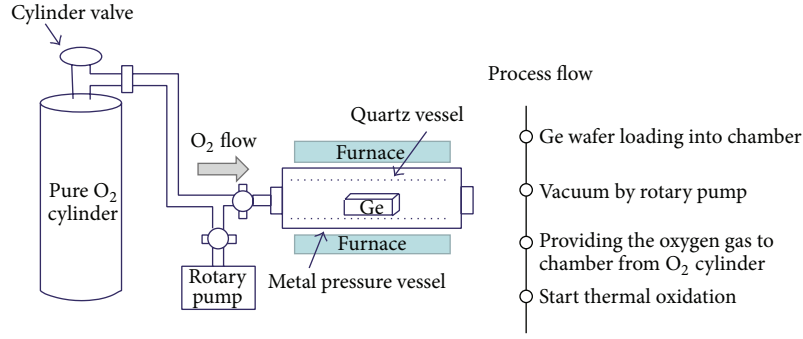 Cylinder valve
Pure O₂
cylinder
O₂ flow
Rotary
pump
Quartz vessel
Furnace
Ge
Furnace
Metal pressure vessel
Process flow
Ge wafer loading into chamber
Vacuum by rotary pump
Providing the oxygen gas to
chamber from O₂ cylinder
Start thermal oxidation